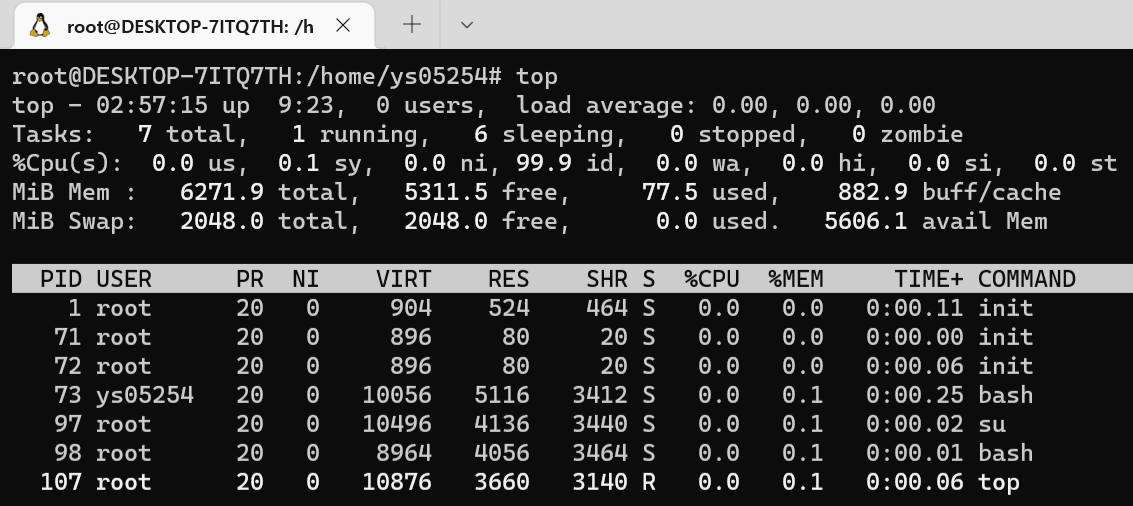 root@DESKTOP-7ITQ7TH: /h
root@DESKTOP-7ITQ7TH:/home/ys05254# top
top - 02:57:15 up  9:23,  0 users,  load average: 0.00, 0.00, 0.00
Tasks:   7 total,   1 running,   6 sleeping,   0 stopped,   0 zombie
%Cpu(s):  0.0 us,  0.1 sy,  0.0 ni, 99.9 id,  0.0 wa,  0.0 hi,  0.0 si,  0.0 st
MiB Mem :   6271.9 total,   5311.5 free,     77.5 used,    882.9 buff/cache
MiB Swap:   2048.0 total,   2048.0 free,      0.0 used.   5606.1 avail Mem
  PID USER      PR  NI    VIRT    RES    SHR S  %CPU  %MEM     TIME+ COMMAND
    1 root      20   0     904    524    464 S   0.0   0.0   0:00.11 init
   71 root      20   0     896     80     20 S   0.0   0.0   0:00.00 init
   72 root      20   0     896     80     20 S   0.0   0.0   0:00.06 init
   73 ys05254   20   0   10056   5116   3412 S   0.0   0.1   0:00.25 bash
   97 root      20   0   10496   4136   3440 S   0.0   0.1   0:00.02 su
   98 root      20   0    8964   4056   3464 S   0.0   0.1   0:00.01 bash
  107 root      20   0   10876   3660   3140 R   0.0   0.1   0:00.06 top